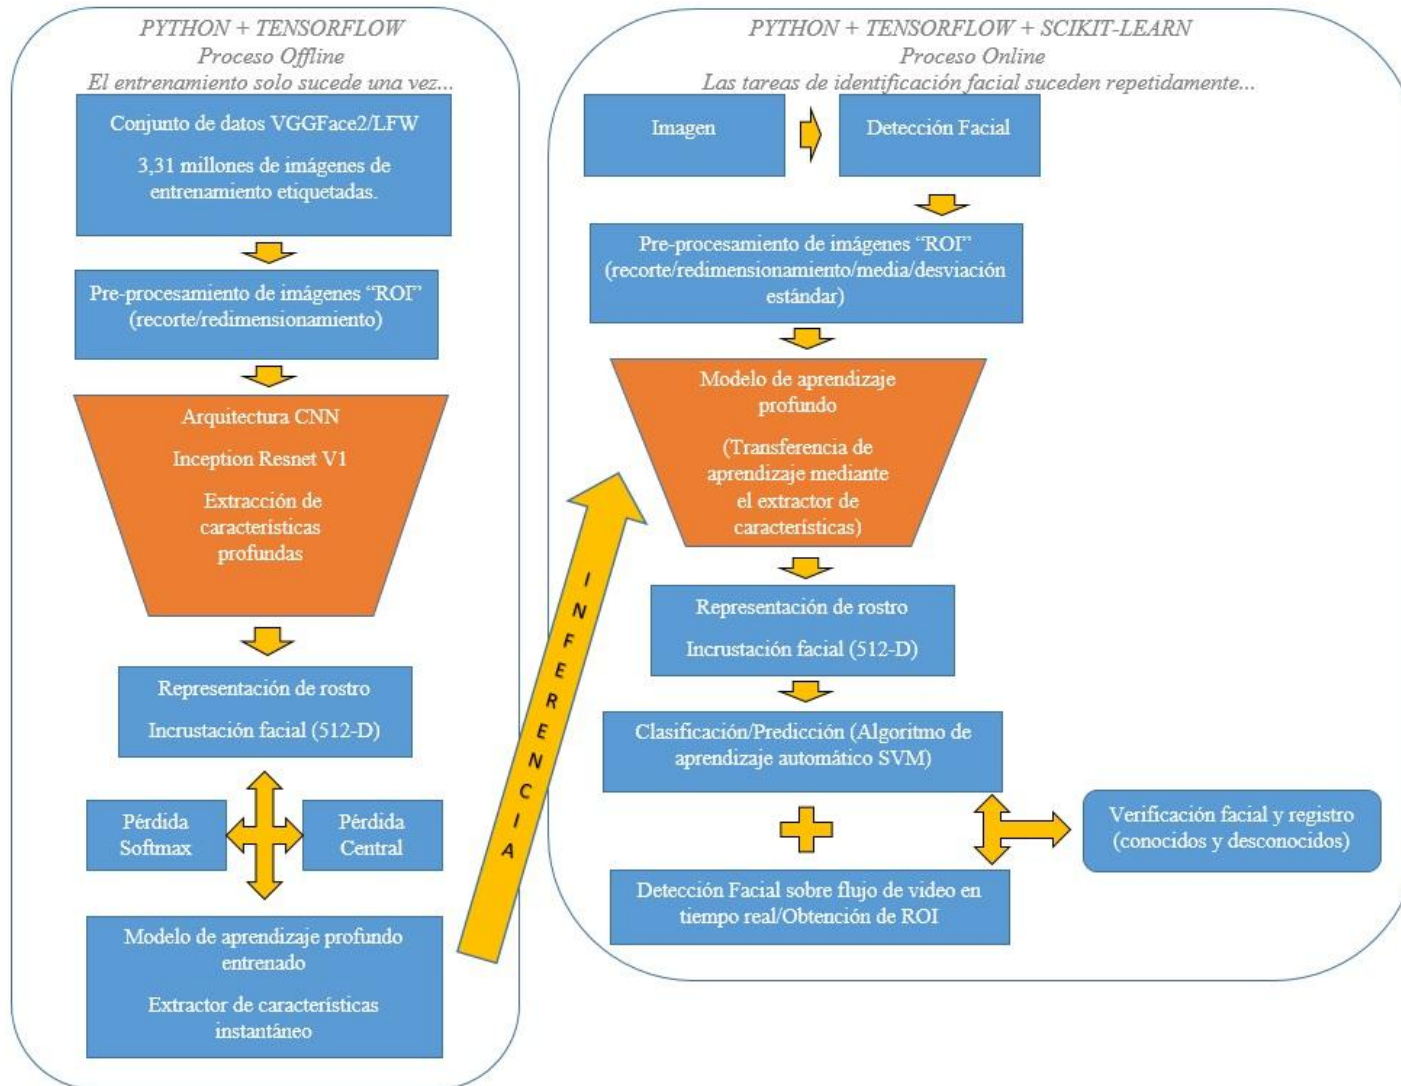 PYTHON + TENSORFLOW
Proceso Offline
El entrenamiento solo sucede una vez...
Conjunto de datos VGGFace2/LFW
3,31 millones de imágenes de
entrenamiento etiquetadas.
Pre-procesamiento de imágenes “ROI”
(recorte/redimensionamiento)
Arquitectura CNN
Inception Resnet V1
Extracción de
características
profundas
Representación de rostro
Incrustación facial (512-D)
Pérdida
Softmax
Pérdida
Central
Modelo de aprendizaje profundo
entrenado
Extractor de características
instantáneo
INFERENCIA
PYTHON + TENSORFLOW + SCIKIT-LEARN
Proceso Online
Las tareas de identificación facial suceden repetidamente...
Imagen
Detección Facial
Pre-procesamiento de imágenes “ROI”
(recorte/redimensionamiento/media/desviación
estándar)
Modelo de aprendizaje
profundo
(Transferencia de
aprendizaje mediante
el extractor de
características)
Representación de rostro
Incrustación facial (512-D)
Clasificación/Predicción (Algoritmo de
aprendizaje automático SVM)
Verificación facial y registro
(conocidos y desconocidos)
Detección Facial sobre flujo de video en
tiempo real/Obtención de ROI